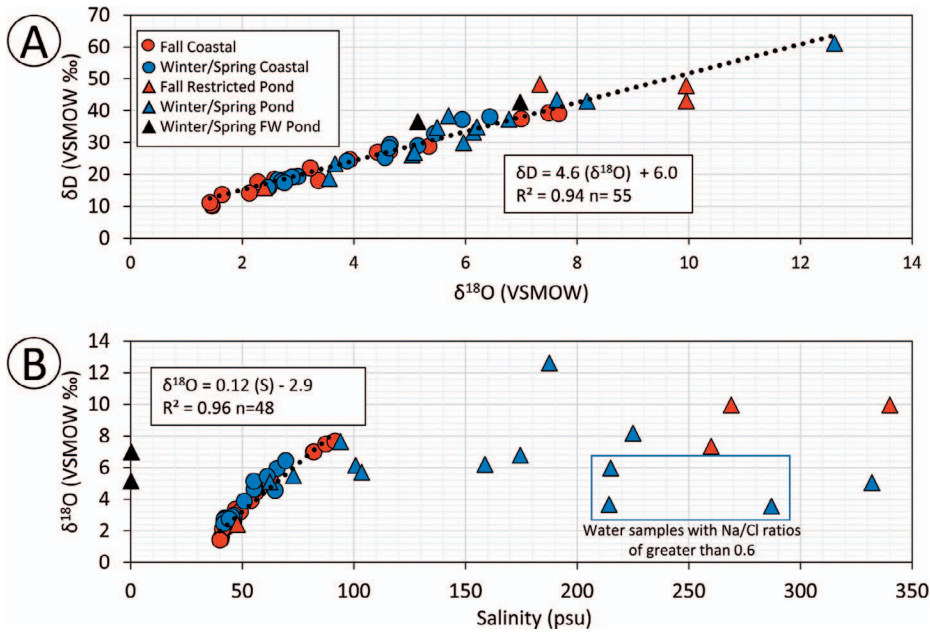 A
70
60
50
40
30
20
10
0
δD (VSMOW ‰)
Fall Coastal
Winter/Spring Coastal
Fall Restricted Pond
Winter/Spring Pond
Winter/Spring FW Pond
δD = 4.6 (δ¹⁸O) + 6.0
R² = 0.94 n= 55
0 2 4 6 8 10 12 14
δ¹⁸O (VSMOW)
B
14
12
10
8
6
4
2
0
δ¹⁸O (VSMOW ‰)
δ¹⁸O = 0.12 (S) - 2.9
R² = 0.96 n=48
Water samples with Na/Cl ratios
of greater than 0.6
0 50 100 150 200 250 300 350
Salinity (psu)